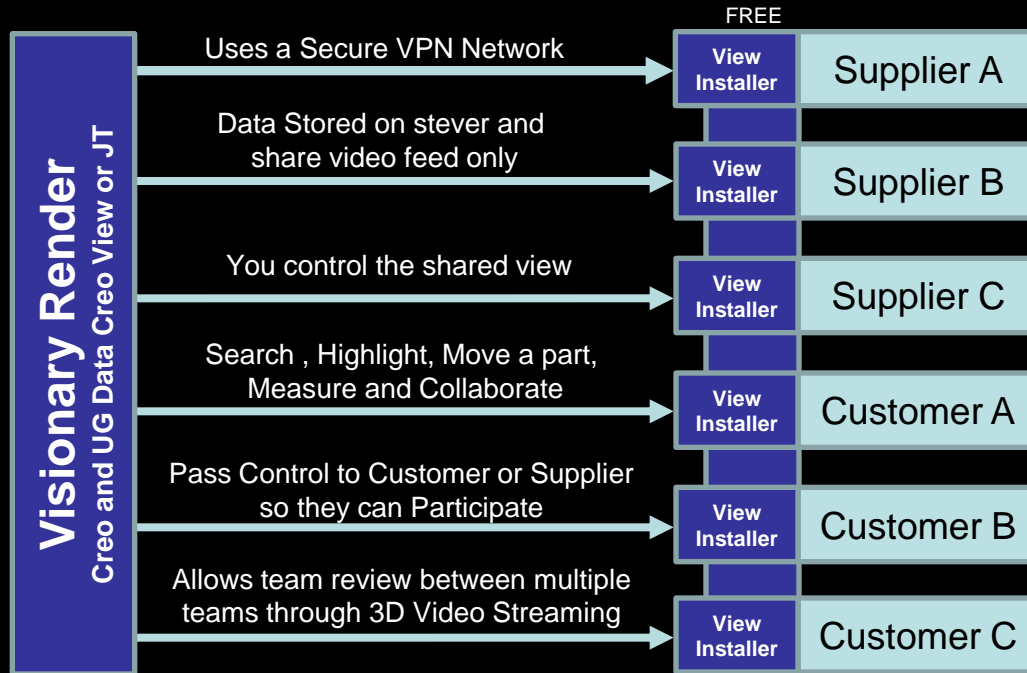 FREE
Visionary Render
Creo and UG Data Creo View or JT
Uses a Secure VPN Network
View
Installer
Supplier A
Data Stored on stever and
share video feed only
View
Installer
Supplier B
You control the shared view
View
Installer
Supplier C
Search , Highlight, Move a part,
Measure and Collaborate
View
Installer
Customer A
Pass Control to Customer or Supplier
so they can Participate
View
Installer
Customer B
Allows team review between multiple
teams through 3D Video Streaming
View
Installer
Customer C